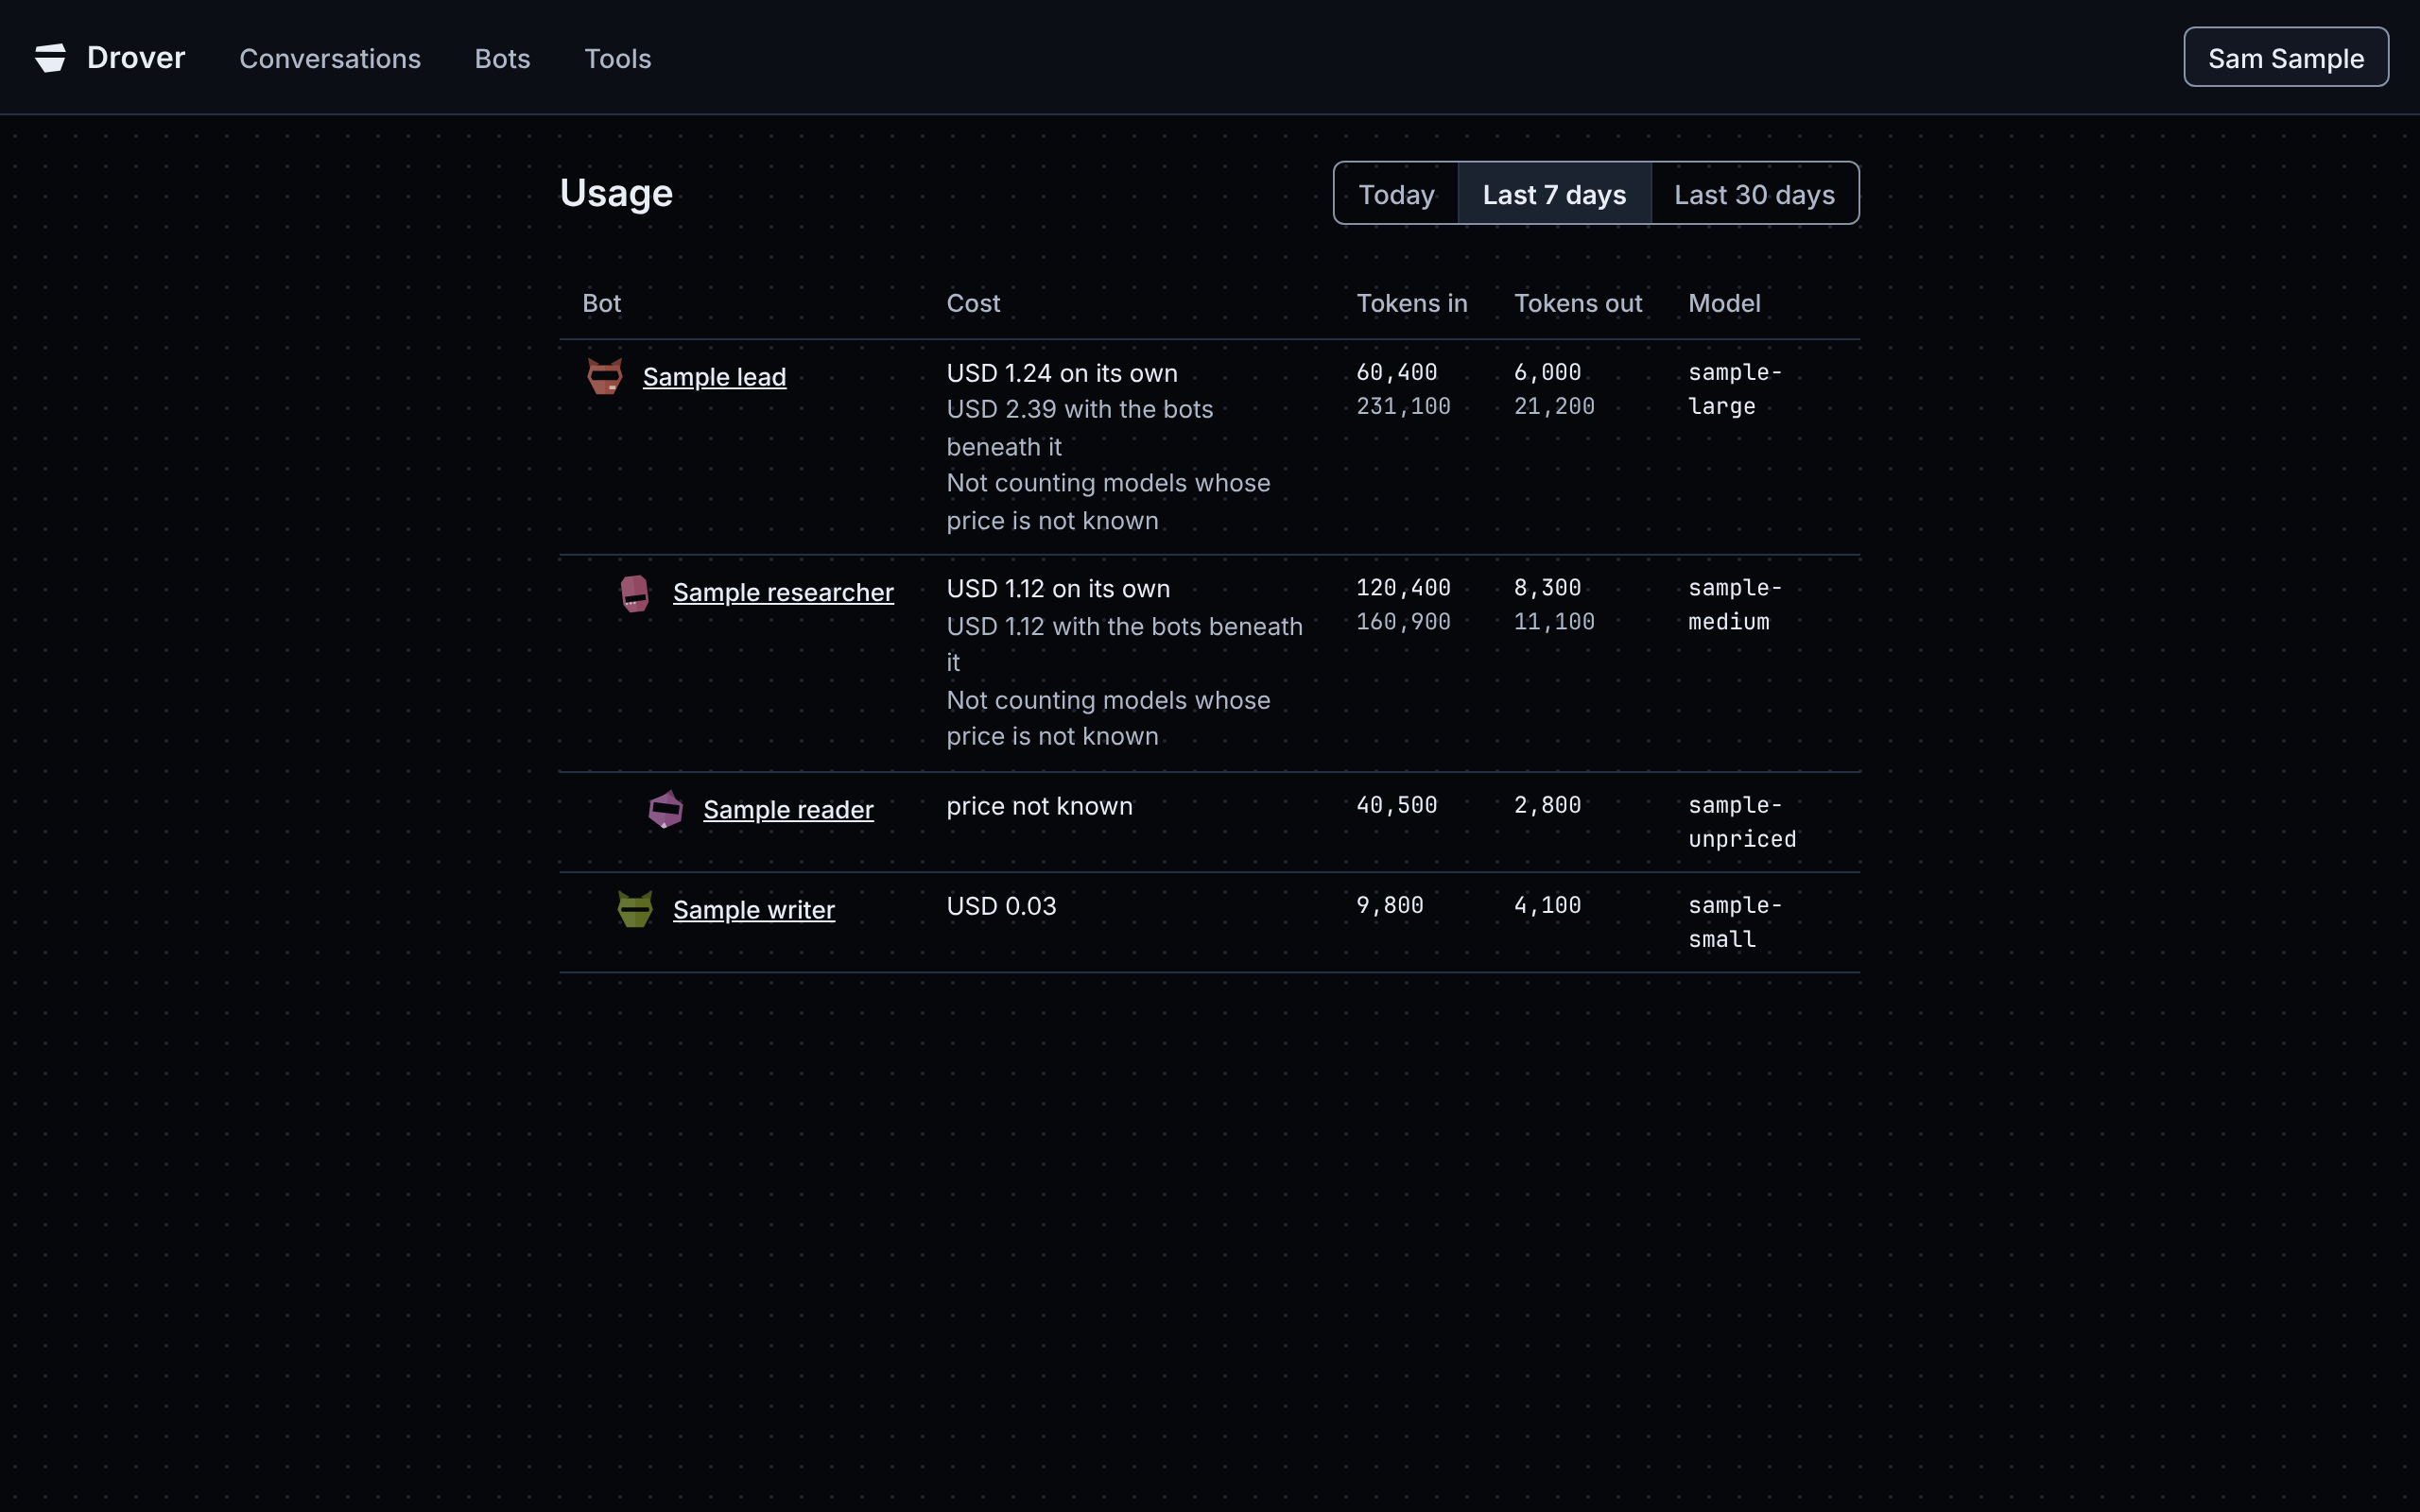 Drover Conversations Bots Tools Sam Sample
Usage Today Last 7 days Last 30 days
Bot Cost Tokens in Tokens out Model
Sample lead USD 1.24 on its own 60,400 6,000 sample-
USD 2.39 with the bots 231,100 21,200 large
beneath it
Not counting models whose
price is not known
Sample researcher USD 1.12 on its own 120,400 8,300 sample-
USD 1.12 with the bots beneath 160,900 11,100 medium
it
Not counting models whose
price is not known
Sample reader price not known 40,500 2,800 sample-
unpriced
Sample writer USD 0.03 9,800 4,100 sample-
small